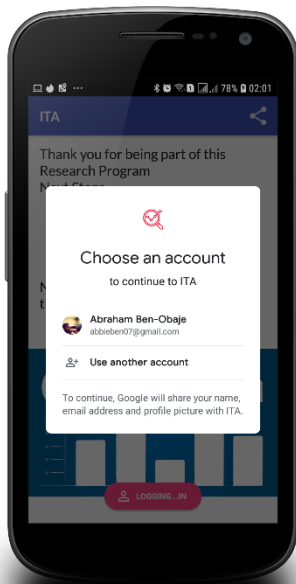 78% 02:01
ITA
Thank you for being part of this
Research Program
Choose an account
to continue to ITA
Abraham Ben-Obaje
abbieben07@gmail.com
Use another account
To continue, Google will share your name,
email address and profile picture with ITA.
LOGGING...IN